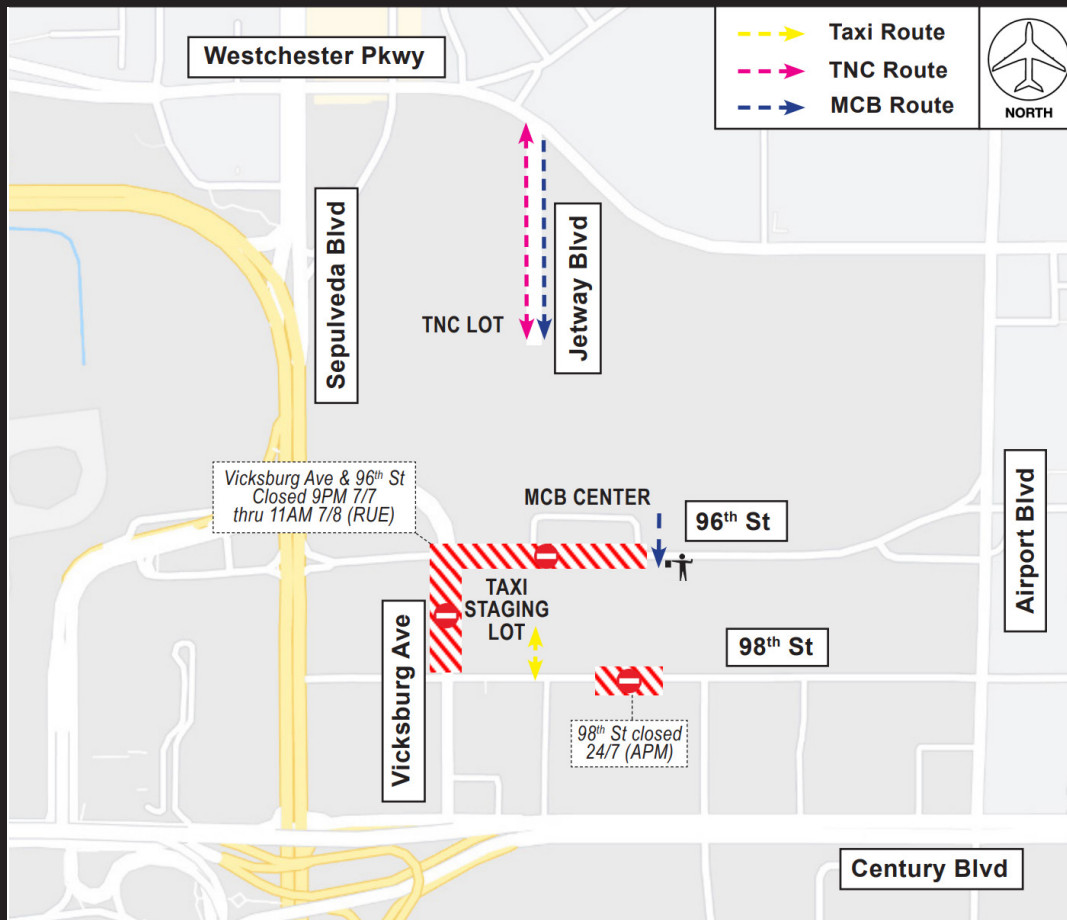 Westchester Pkwy
Taxi Route
TNC Route
MCB Route
NORTH
Sepulveda Blvd
Jetway Blvd
TNC LOT
Vicksburg Ave & 96th St
Closed 9PM 7/7
thru 11AM 7/8 (RUE)
MCB CENTER
96th St
Airport Blvd
TAXI
STAGING
LOT
Vicksburg Ave
98th St
98th St closed
24/7 (APM)
Century Blvd